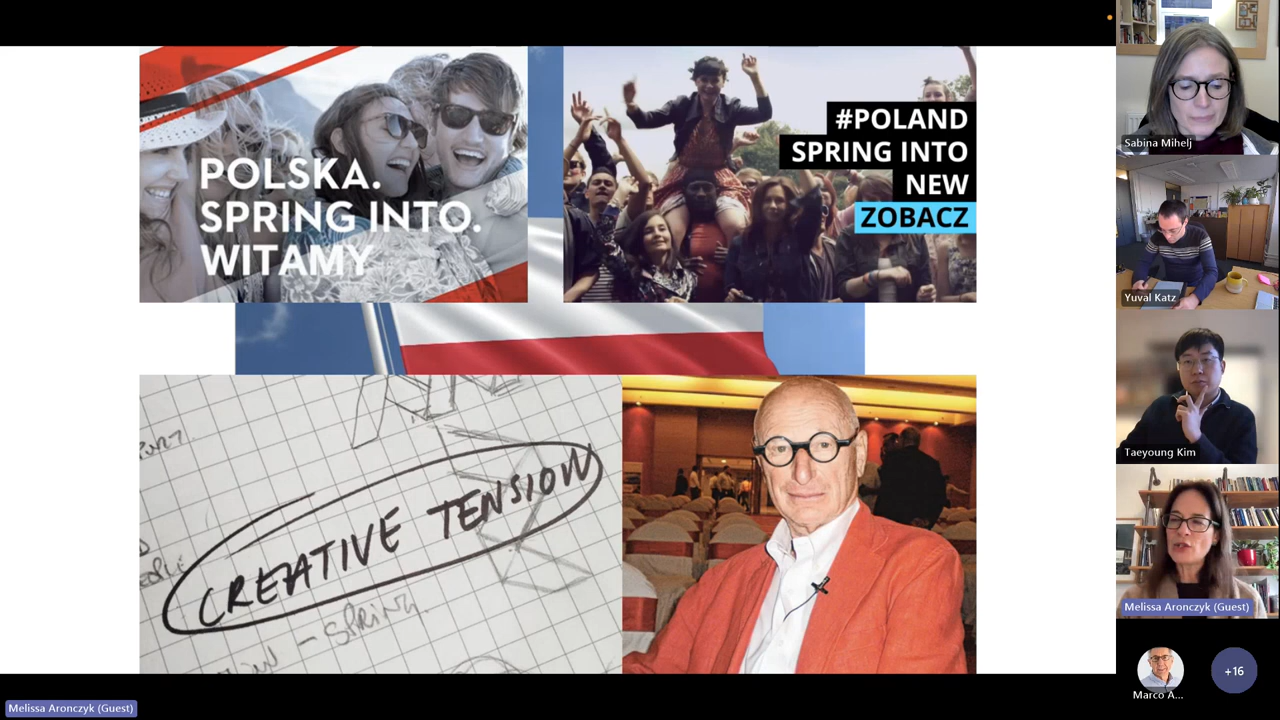 POLSKA.
SPRING INTO.
WITAMY
#POLAND
SPRING INTO
NEW
ZOBACZ
CREATIVE TENSION
- SPRING
Sabina Mihelj
Yuval Katz
Taeyoung Kim
Melissa Aronczyk (Guest)
Marco A...
+16
Melissa Aronczyk (Guest)